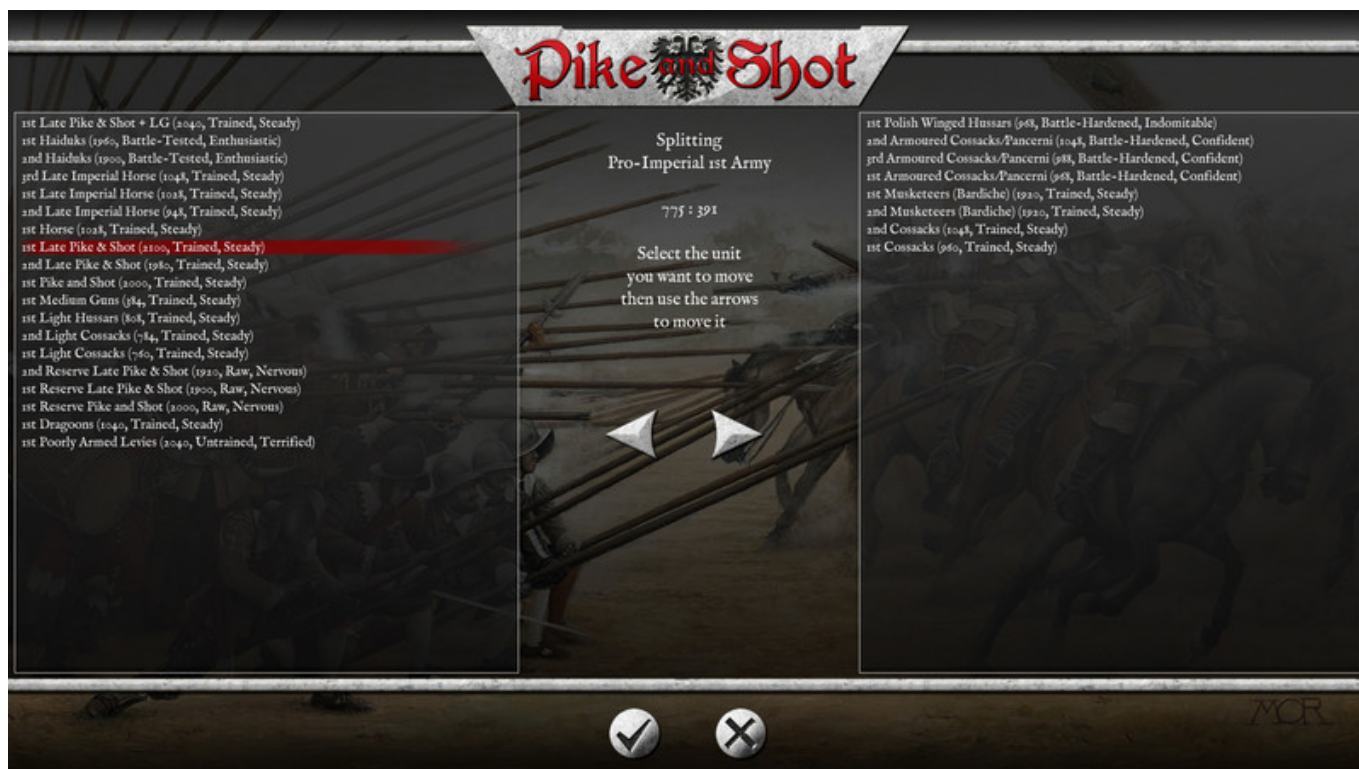 Pike and Shot
1st Late Pike & Shot + LG (2040, Trained, Steady)
1st Haiduks (1960, Battle-Tested, Enthusiastic)
2nd Haiduks (1900, Battle-Tested, Enthusiastic)
3rd Late Imperial Horse (1048, Trained, Steady)
1st Late Imperial Horse (1028, Trained, Steady)
2nd Late Imperial Horse (948, Trained, Steady)
1st Horse (1028, Trained, Steady)
1st Late Pike & Shot (2100, Trained, Steady)
2nd Late Pike & Shot (1980, Trained, Steady)
1st Pike and Shot (2000, Trained, Steady)
1st Medium Guns (384, Trained, Steady)
1st Light Hussars (808, Trained, Steady)
2nd Light Cossacks (784, Trained, Steady)
1st Light Cossacks (760, Trained, Steady)
2nd Reserve Late Pike & Shot (1920, Raw, Nervous)
1st Reserve Late Pike & Shot (1900, Raw, Nervous)
1st Reserve Pike and Shot (2000, Raw, Nervous)
1st Dragoons (1040, Trained, Steady)
1st Poorly Armed Levies (2040, Untrained, Terrified)
Splitting
Pro-Imperial 1st Army
775 : 391
Select the unit
you want to move
then use the arrows
to move it
1st Polish Winged Hussars (968, Battle-Hardened, Indomitable)
2nd Armoured Cossacks/Pancerni (1048, Battle-Hardened, Confident)
3rd Armoured Cossacks/Pancerni (988, Battle-Hardened, Confident)
1st Armoured Cossacks/Pancerni (968, Battle-Hardened, Confident)
1st Musketeers (Bardiche) (1920, Trained, Steady)
2nd Musketeers (Bardiche) (1920, Trained, Steady)
2nd Cossacks (1048, Trained, Steady)
1st Cossacks (960, Trained, Steady)
MCR